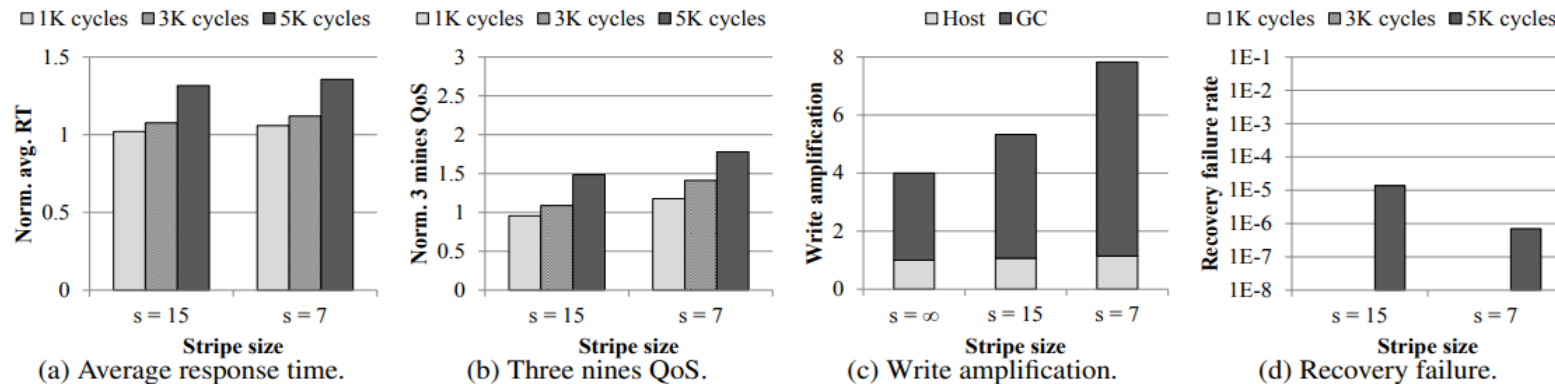 1K cycles 3K cycles 5K cycles
Norm. avg. RT
1.5
1
0.5
0
s = 15 s = 7
Stripe size
(a) Average response time.
1K cycles 3K cycles 5K cycles
Norm. 3 mines QoS
3
2.5
2
1.5
1
0.5
0
s = 15 s = 7
Stripe size
(b) Three nines QoS.
Host GC
Write amplification
8
6
4
2
0
s = ∞ s = 15 s = 7
Stripe size
(c) Write amplification.
1K cycles 3K cycles 5K cycles
Recovery failure rate
1E-1
1E-2
1E-3
1E-4
1E-5
1E-6
1E-7
1E-8
s = 15 s = 7
Stripe size
(d) Recovery failure.